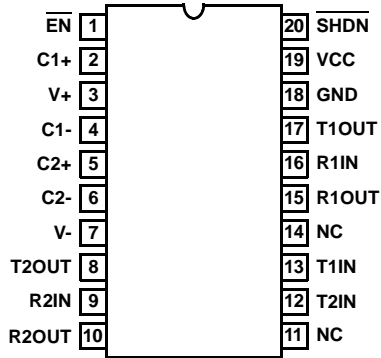 EN 1 20 SHDN
C1+ 2 19 VCC
V+ 3 18 GND
C1- 4 17 T1OUT
C2+ 5 16 R1IN
C2- 6 15 R1OUT
V- 7 14 NC
T2OUT 8 13 T1IN
R2IN 9 12 T2IN
R2OUT 10 11 NC